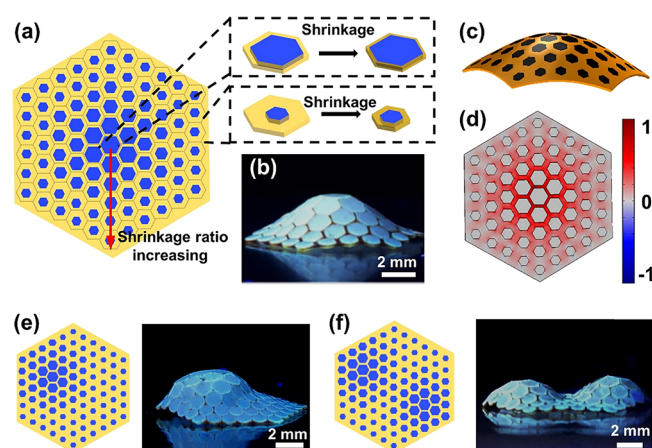 (a)
Shrinkage
Shrinkage
Shrinkage ratio
increasing
(b)
2 mm
(c)
(d)
1
0
-1
(e)
2 mm
(f)
2 mm